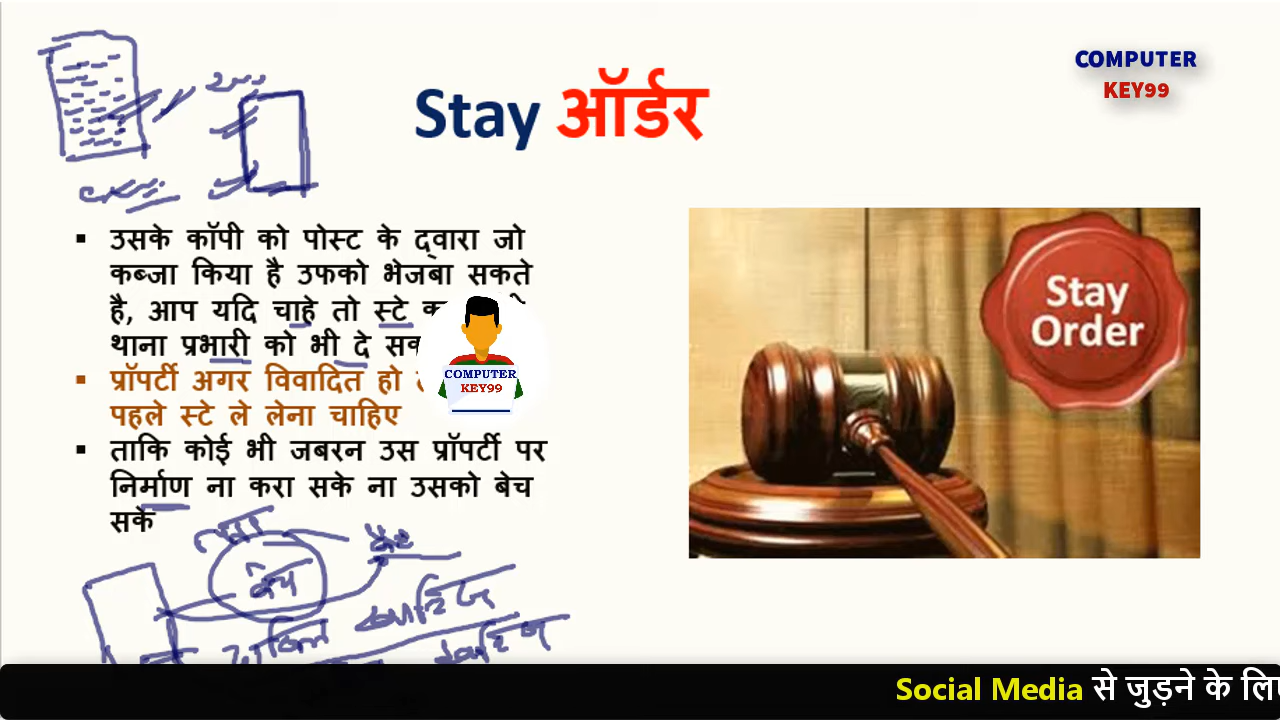 COMPUTER
KEY99
Stay ऑर्डर
उसके कॉपी को पोस्ट के द्वारा जो
कब्जा किया है उफको भेजबा सकते
है, आप यदि चाहे तो स्टे
थाना प्रभारी को भी दे
प्रॉपर्टी अगर विवादित हो
पहले स्टे ले लेना चाहिए
ताकि कोई भी जबरन उस प्रॉपर्टी पर
निर्माण ना करा सके ना उसको बेच
सकें
COMPUTER
KEY99
Stay
Order
Social Media से जुड़ने के